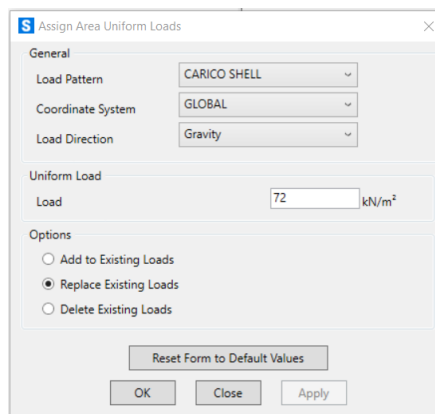 S Assign Area Uniform Loads
General
Load Pattern CARICO SHELL
Coordinate System GLOBAL
Load Direction Gravity
Uniform Load
Load 72 kN/m²
Options
Add to Existing Loads
Replace Existing Loads
Delete Existing Loads
Reset Form to Default Values
OK Close Apply